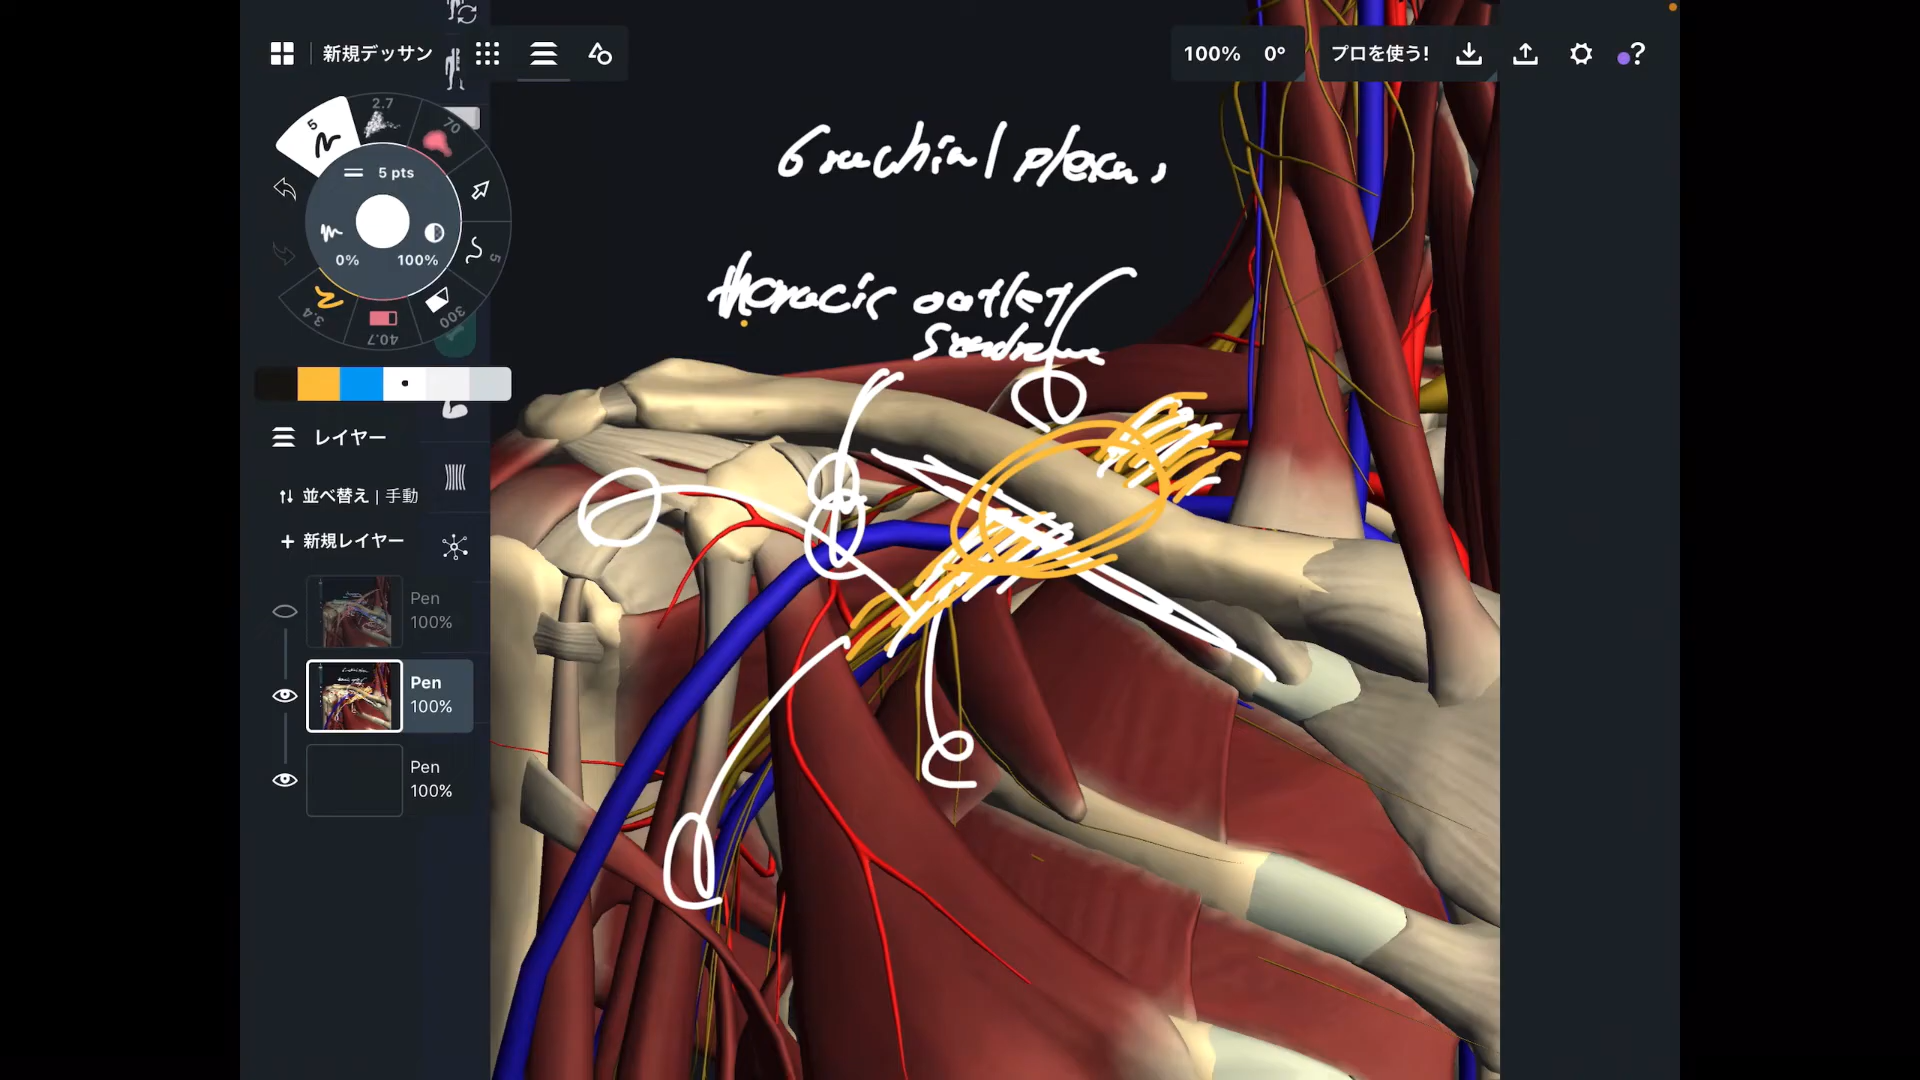 新規デッサン
100% 0° プロを使う! ?
brachial plexus
thoracic outlet
syndrome
5
2.7
70
5 pts
0% 100%
5
3.4
40.7
300
レイヤー
並べ替え | 手動
+ 新規レイヤー
Pen
100%
Pen
100%
Pen
100%